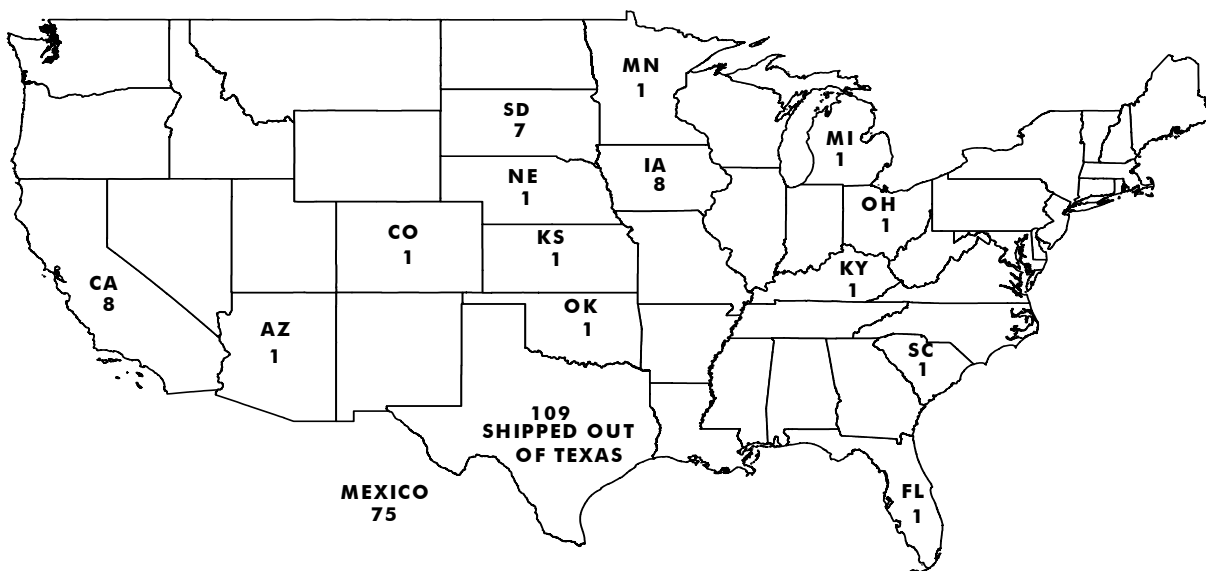 MN
1
SD
7
MI
1
IA
8
NE
1
OH
1
CO
1
KS
1
KY
1
CA
8
OK
1
AZ
1
SC
1
109
SHIPPED OUT
OF TEXAS
MEXICO
75
FL
1